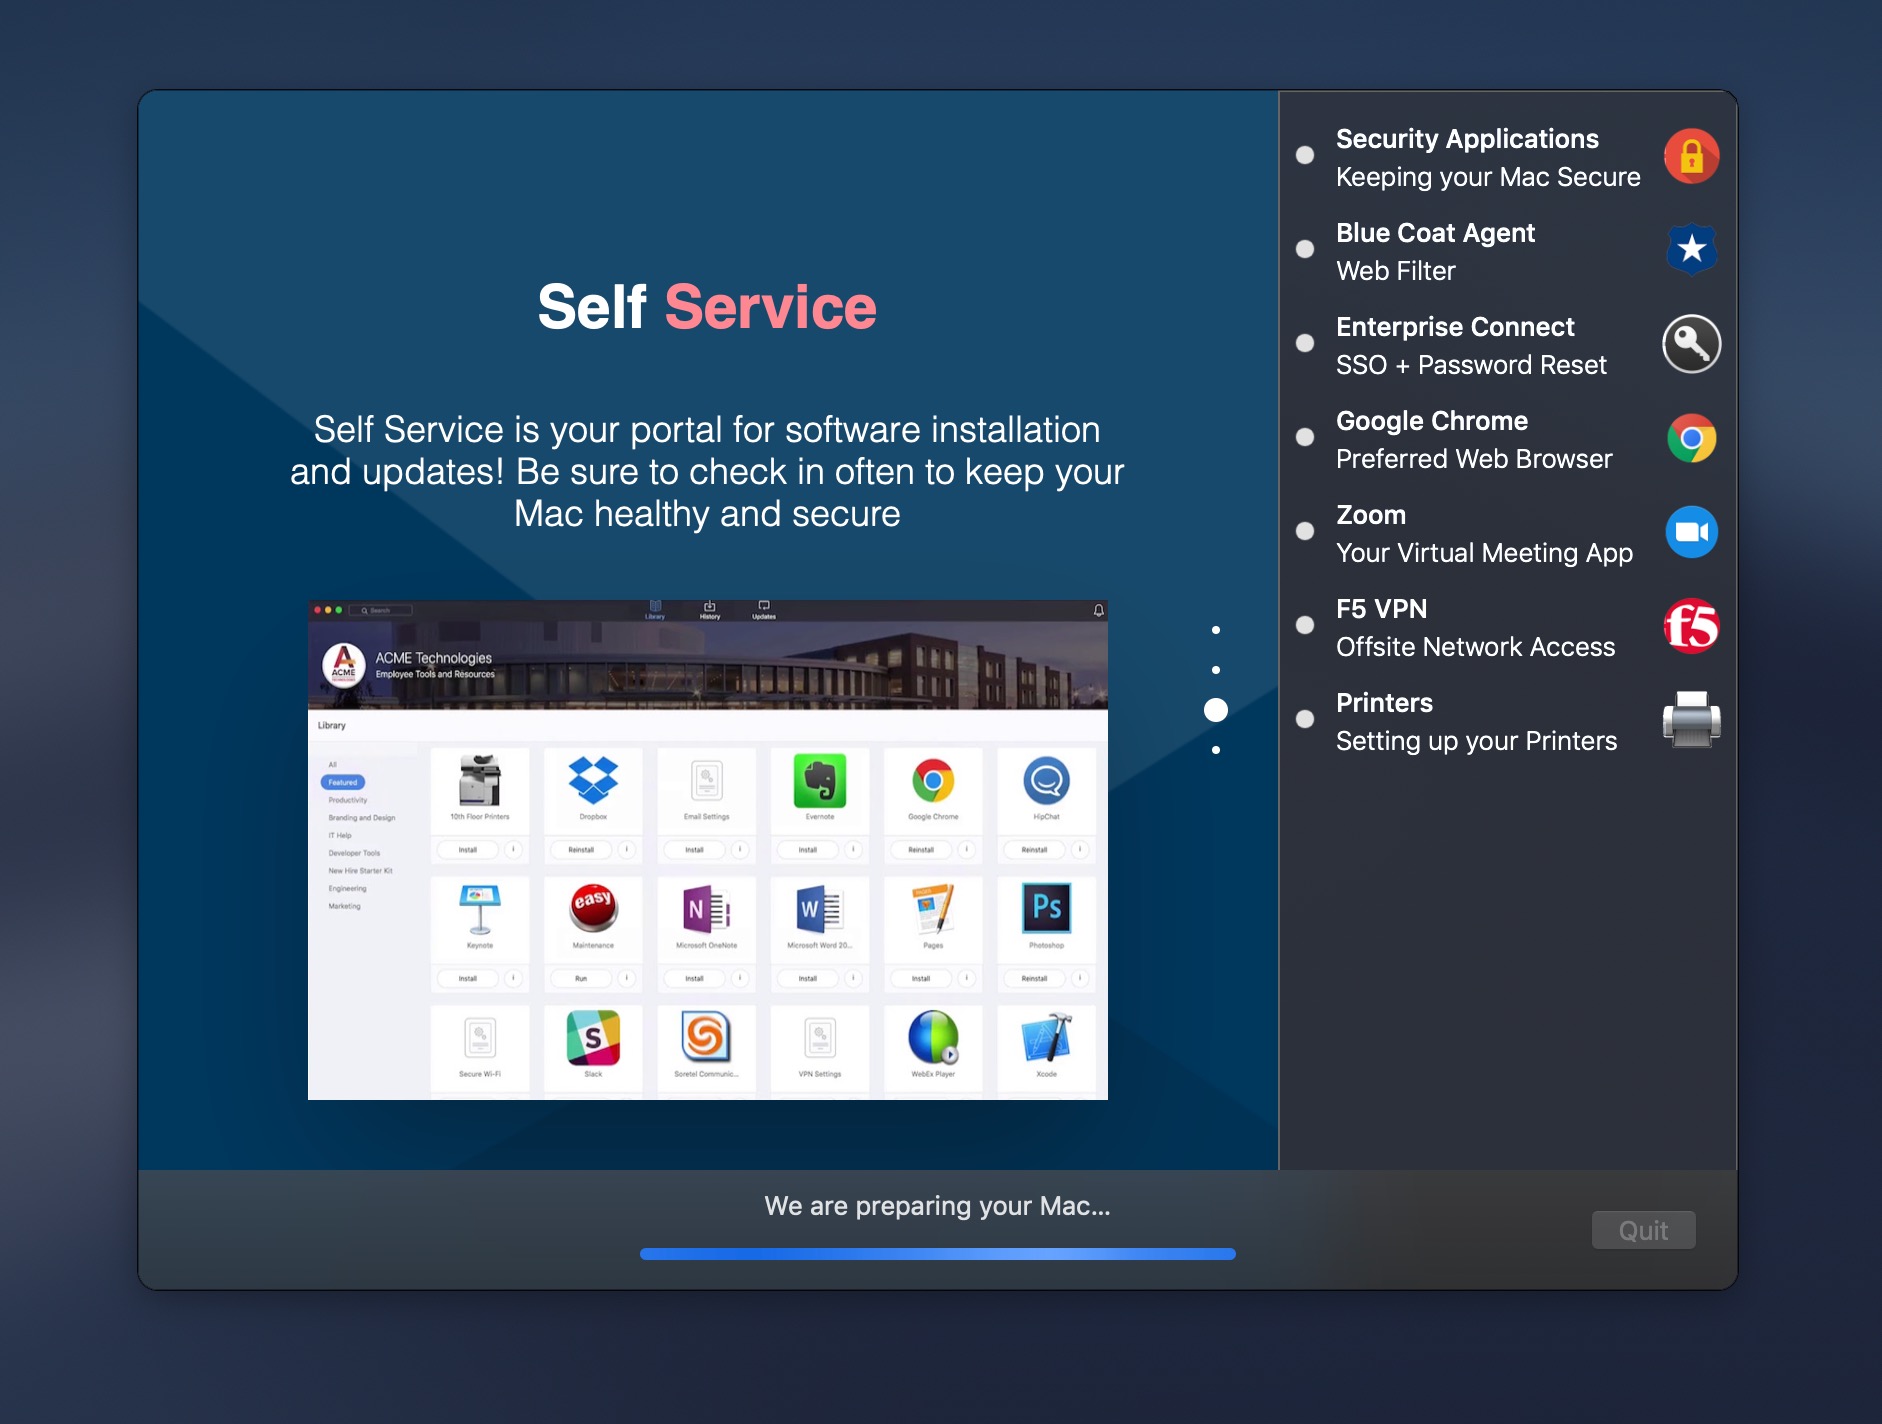 Self Service
Self Service is your portal for software installation
and updates! Be sure to check in often to keep your
Mac healthy and secure
Search
Library
History
Updates
ACME
ACME Technologies
Employee Tools and Resources
Library
All
Featured
Productivity
Branding and Design
IT Help
Developer Tools
New Hire Starter Kit
Engineering
Marketing
10th Floor Printers
Dropbox
Email Settings
Evernote
Google Chrome
HipChat
Install
Reinstall
Install
Install
Reinstall
Reinstall
easy
N
W
PAGES
Ps
Keynote
Maintenance
Microsoft OneNote
Microsoft Word 20...
Pages
Photoshop
Install
Run
Install
Install
Install
Reinstall
S
Secure Wi-Fi
Slack
Soretel Communic...
VPN Settings
WebEx Player
Xcode
Security Applications
Keeping your Mac Secure
Blue Coat Agent
Web Filter
Enterprise Connect
SSO + Password Reset
Google Chrome
Preferred Web Browser
Zoom
Your Virtual Meeting App
F5 VPN
Offsite Network Access
f5
Printers
Setting up your Printers
We are preparing your Mac...
Quit